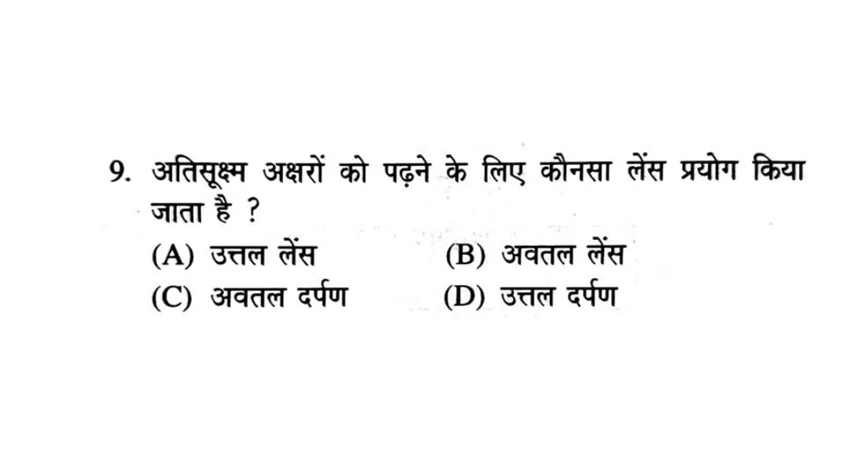 9. अतिसूक्ष्म अक्षरों को पढ़ने के लिए कौनसा लेंस प्रयोग किया
जाता है ?
(A) उत्तल लेंस (B) अवतल लेंस
(C) अवतल दर्पण (D) उत्तल दर्पण